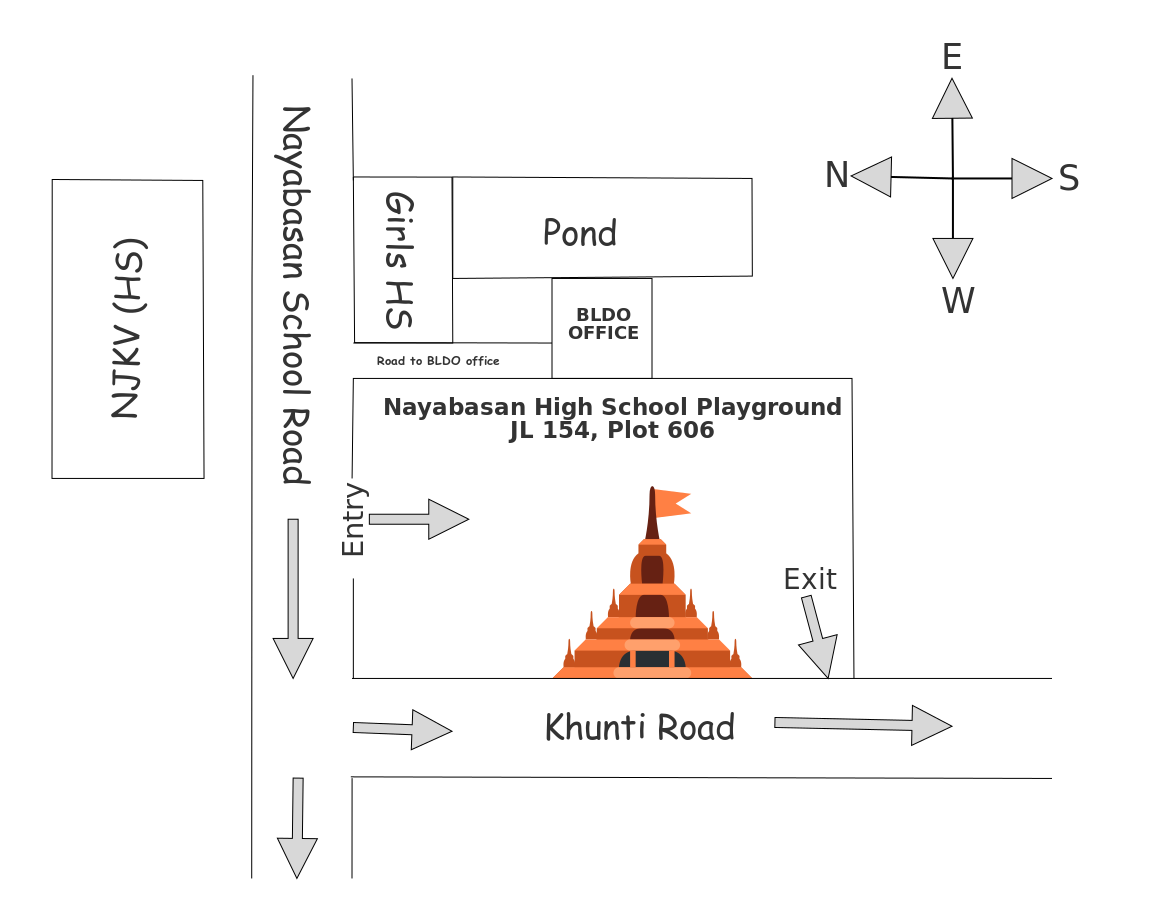 E
N
S
W
Nayabasan School Road
NJKV (HS)
Girls HS
Pond
BLDO
OFFICE
Road to BLDO office
Nayabasan High School Playground
JL 154, Plot 606
Entry
Exit
Khunti Road